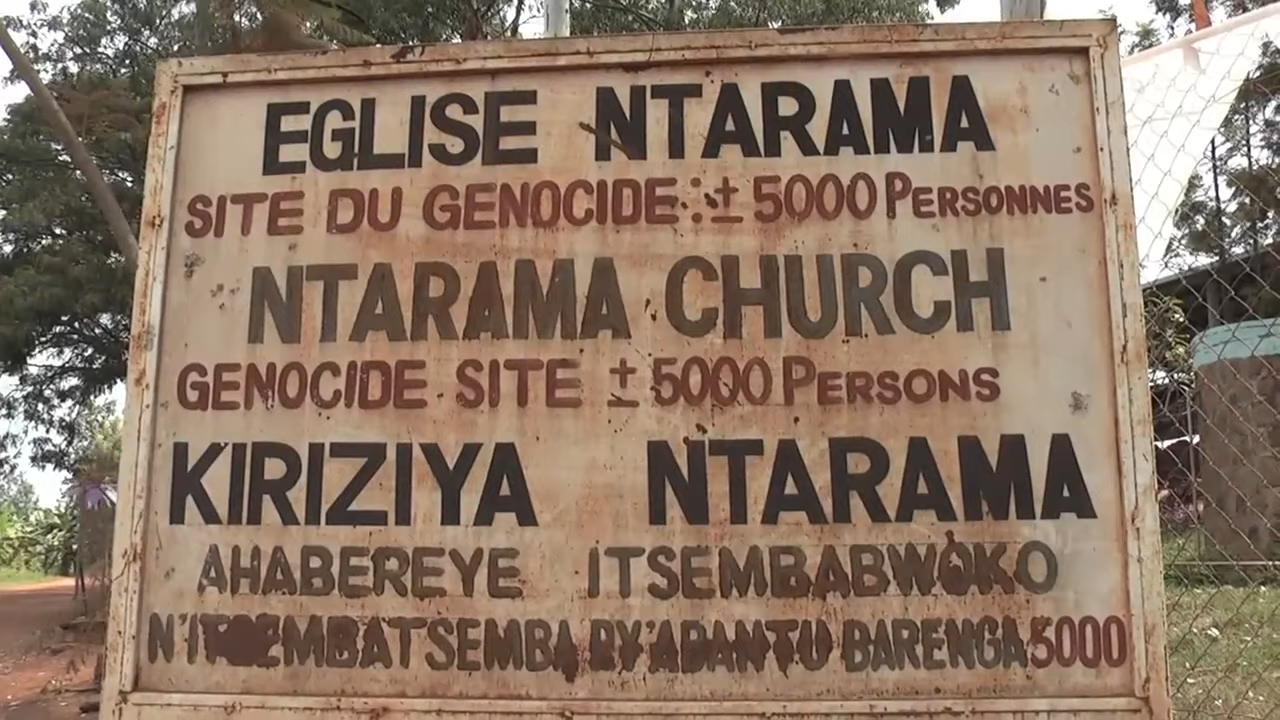 EGLISE NTARAMA
SITE DU GENOCIDE: ± 5000 PERSONNES
NTARAMA CHURCH
GENOCIDE SITE ± 5000 PERSONS
KIRIZIYA NTARAMA
AHABEREYE ITSEMBABWOKO
N'ITSEMBATSEMBA RY'ABANTU BARENGA 5000